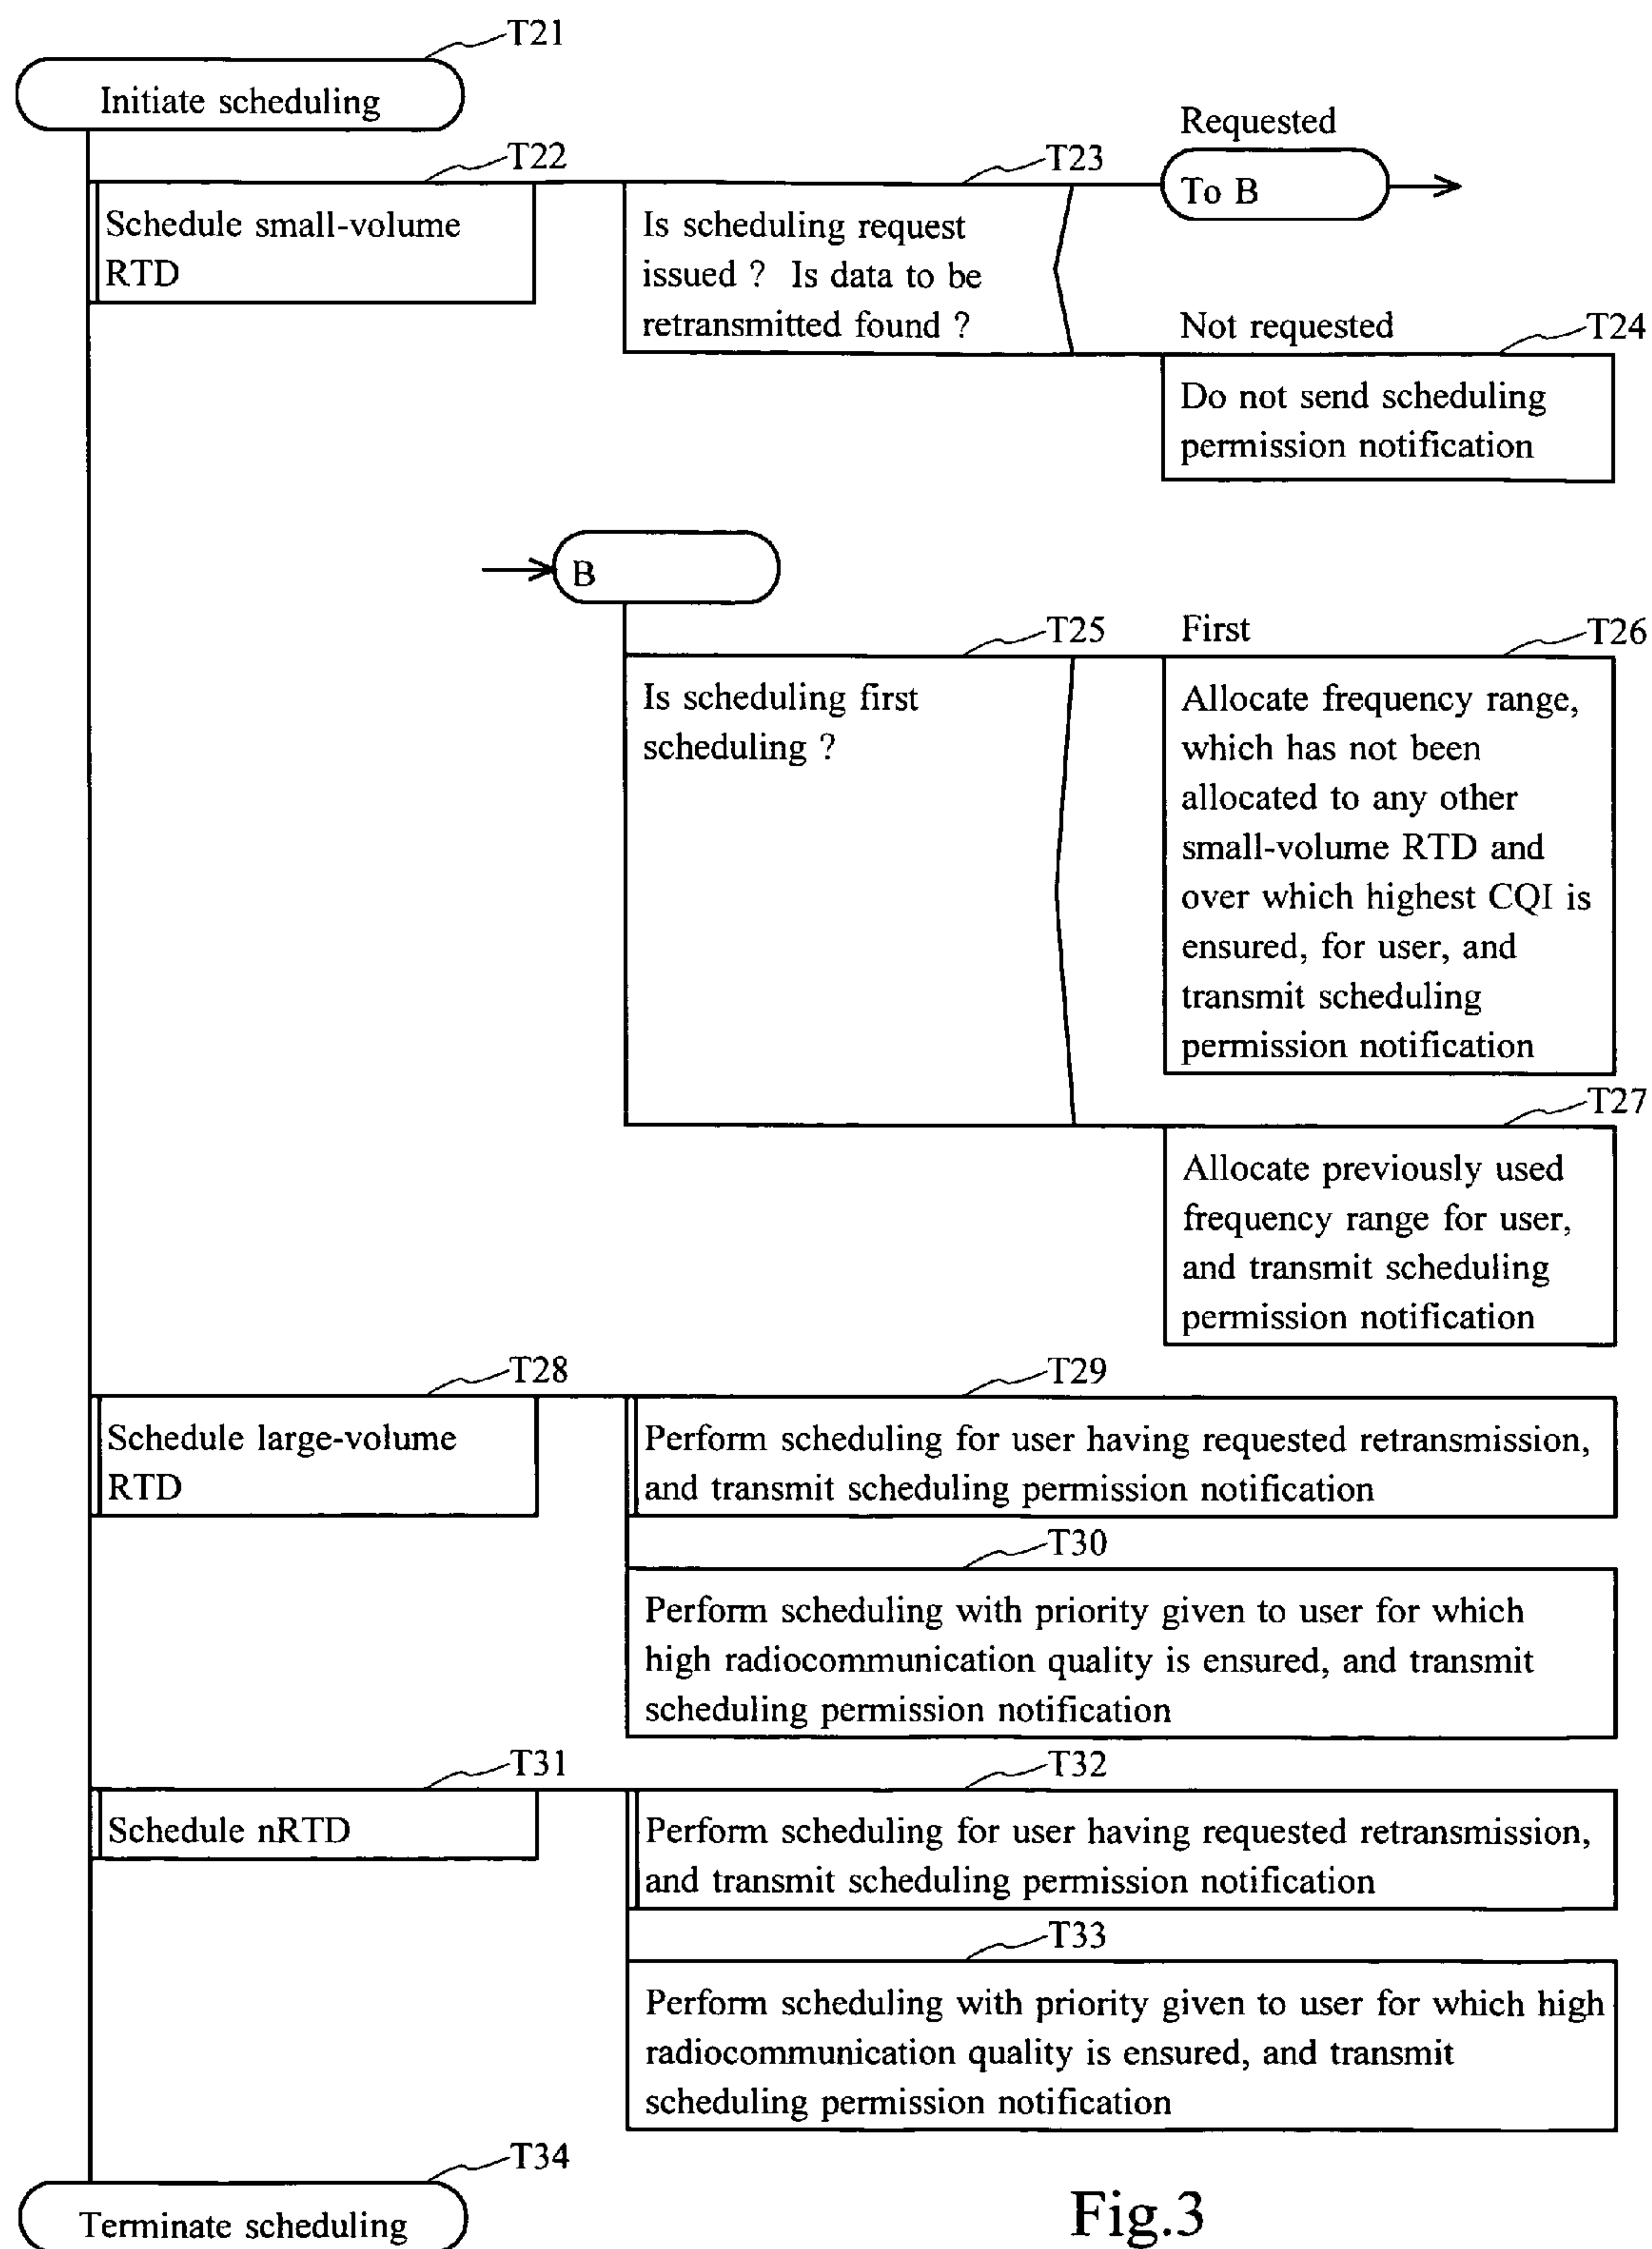 T21
Initiate scheduling
T22
Schedule small-volume
RTD
T23
Is scheduling request
issued ? Is data to be
retransmitted found ?
Requested
To B
Not requested
T24
Do not send scheduling
permission notification
B
T25
Is scheduling first
scheduling ?
First
T26
Allocate frequency range,
which has not been
allocated to any other
small-volume RTD and
over which highest CQI is
ensured, for user, and
transmit scheduling
permission notification
T27
Allocate previously used
frequency range for user,
and transmit scheduling
permission notification
T28
Schedule large-volume
RTD
T29
Perform scheduling for user having requested retransmission,
and transmit scheduling permission notification
T30
Perform scheduling with priority given to user for which
high radiocommunication quality is ensured, and transmit
scheduling permission notification
T31
Schedule nRTD
T32
Perform scheduling for user having requested retransmission,
and transmit scheduling permission notification
T33
Perform scheduling with priority given to user for which high
radiocommunication quality is ensured, and transmit
scheduling permission notification
T34
Terminate scheduling
Fig.3